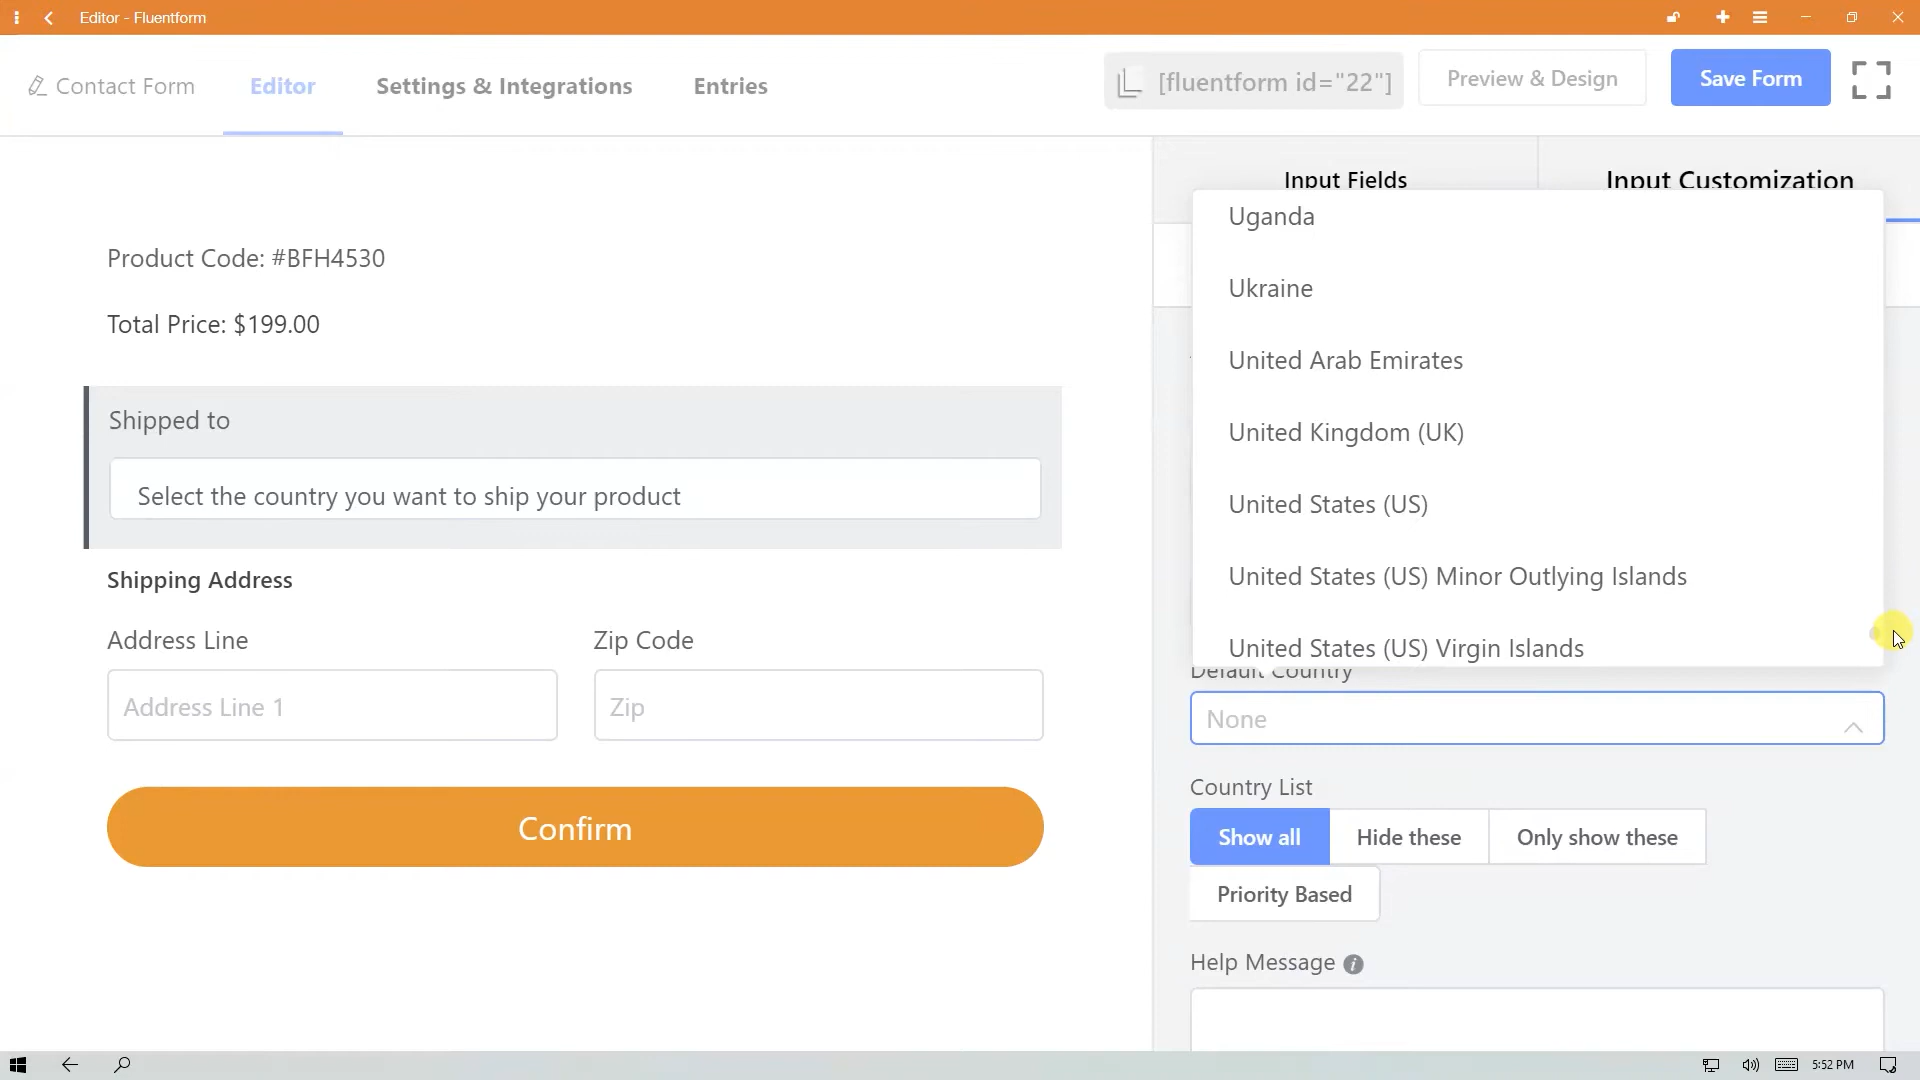 Editor - Fluentform
Contact Form
Editor
Settings & Integrations
Entries
[fluentform id="22"]
Preview & Design
Save Form
Input Fields
Input Customization
Product Code: #BFH4530
Total Price: $199.00
Shipped to
Select the country you want to ship your product
Shipping Address
Address Line
Zip Code
Address Line 1
Zip
Confirm
Uganda
Ukraine
United Arab Emirates
United Kingdom (UK)
United States (US)
United States (US) Minor Outlying Islands
United States (US) Virgin Islands
Default Country
None
Country List
Show all
Hide these
Only show these
Priority Based
Help Message
5:52 PM